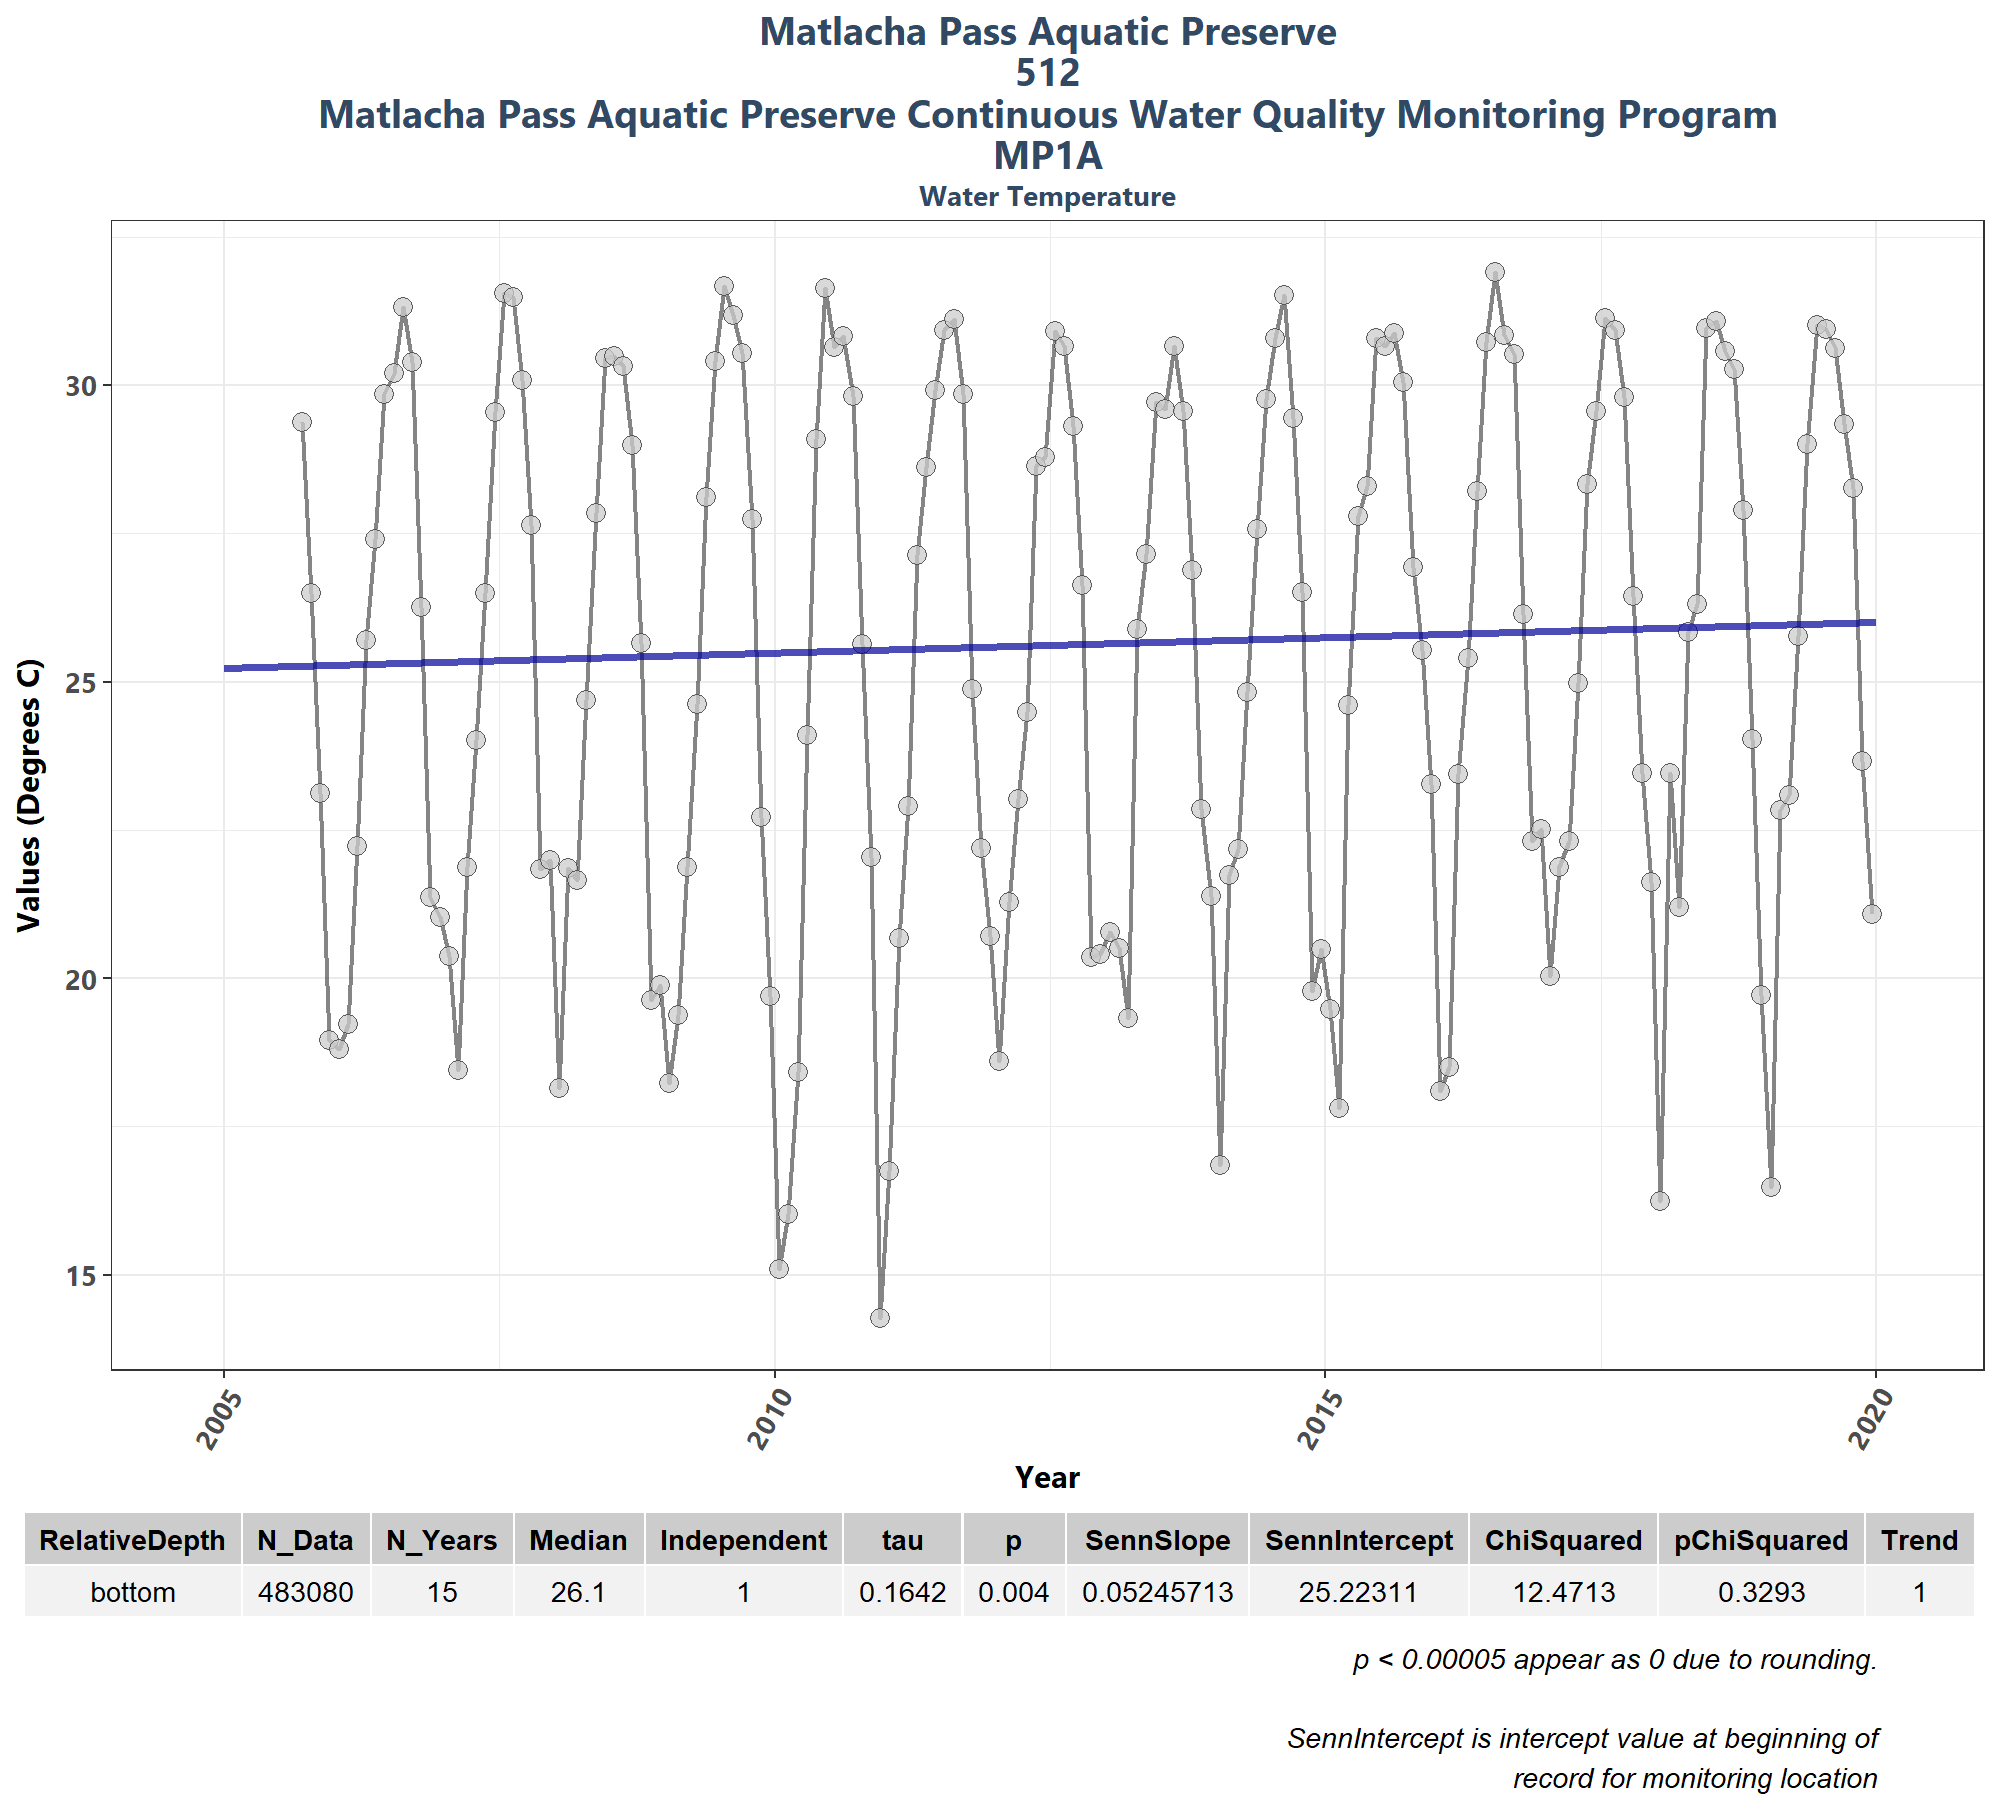 Matlacha Pass Aquatic Preserve
512
Matlacha Pass Aquatic Preserve Continuous Water Quality Monitoring Program
MP1A
Water Temperature
Values (Degrees C)
30
25
20
15
2005
2010
2015
2020
Year
RelativeDepth N_Data N_Years Median Independent tau p SennSlope SennIntercept ChiSquared pChiSquared Trend
bottom 483080 15 26.1 1 0.1642 0.004 0.05245713 25.22311 12.4713 0.3293 1
p < 0.00005 appear as 0 due to rounding.
SennIntercept is intercept value at beginning of
record for monitoring location